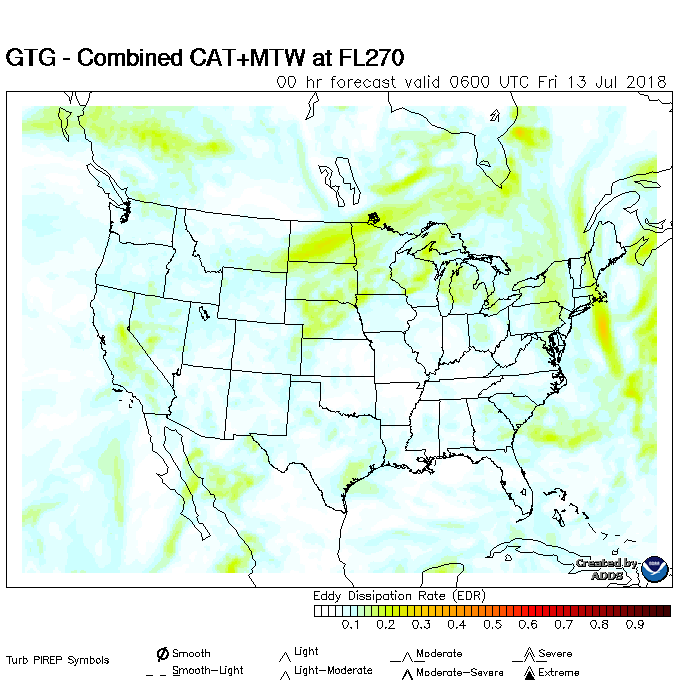 GTG - Combined CAT+MTW at FL270
00 hr forecast valid 0600 UTC Fri 13 Jul 2018
Created by
ADDS
Eddy Dissipation Rate (EDR)
0.1 0.2 0.3 0.4 0.5 0.6 0.7 0.8 0.9
Turb PIREP Symbols
Smooth
Light
Moderate
Severe
Smooth-Light
Light-Moderate
Moderate-Severe
Extreme